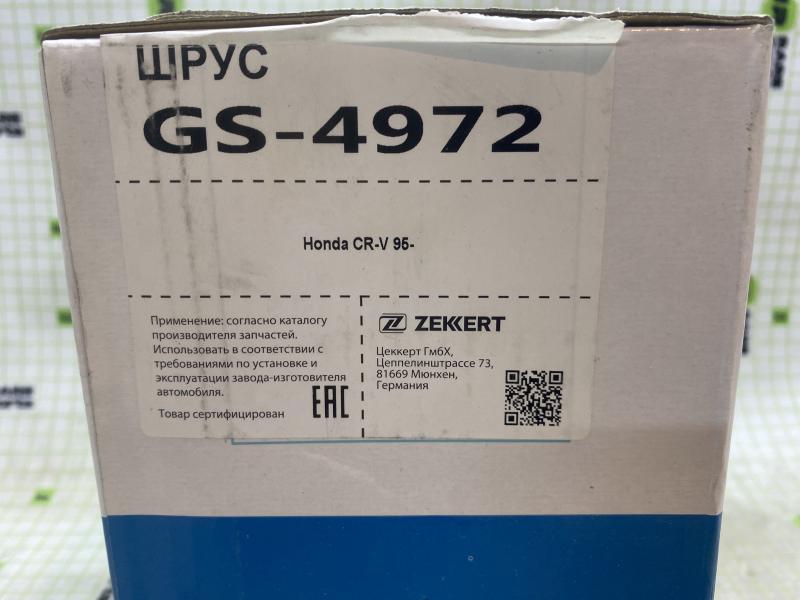 ШРУС
GS-4972
Honda CR-V 95-
Применение: согласно каталогу
производителя запчастей.
Использовать в соответствии с
требованиями по установке и
эксплуатации завода-изготовителя
автомобиля.
Товар сертифицирован
EAC
ZEKKERT
Цеккерт ГмбХ,
Цеппелинштрассе 73,
81669 Мюнхен,
Германия